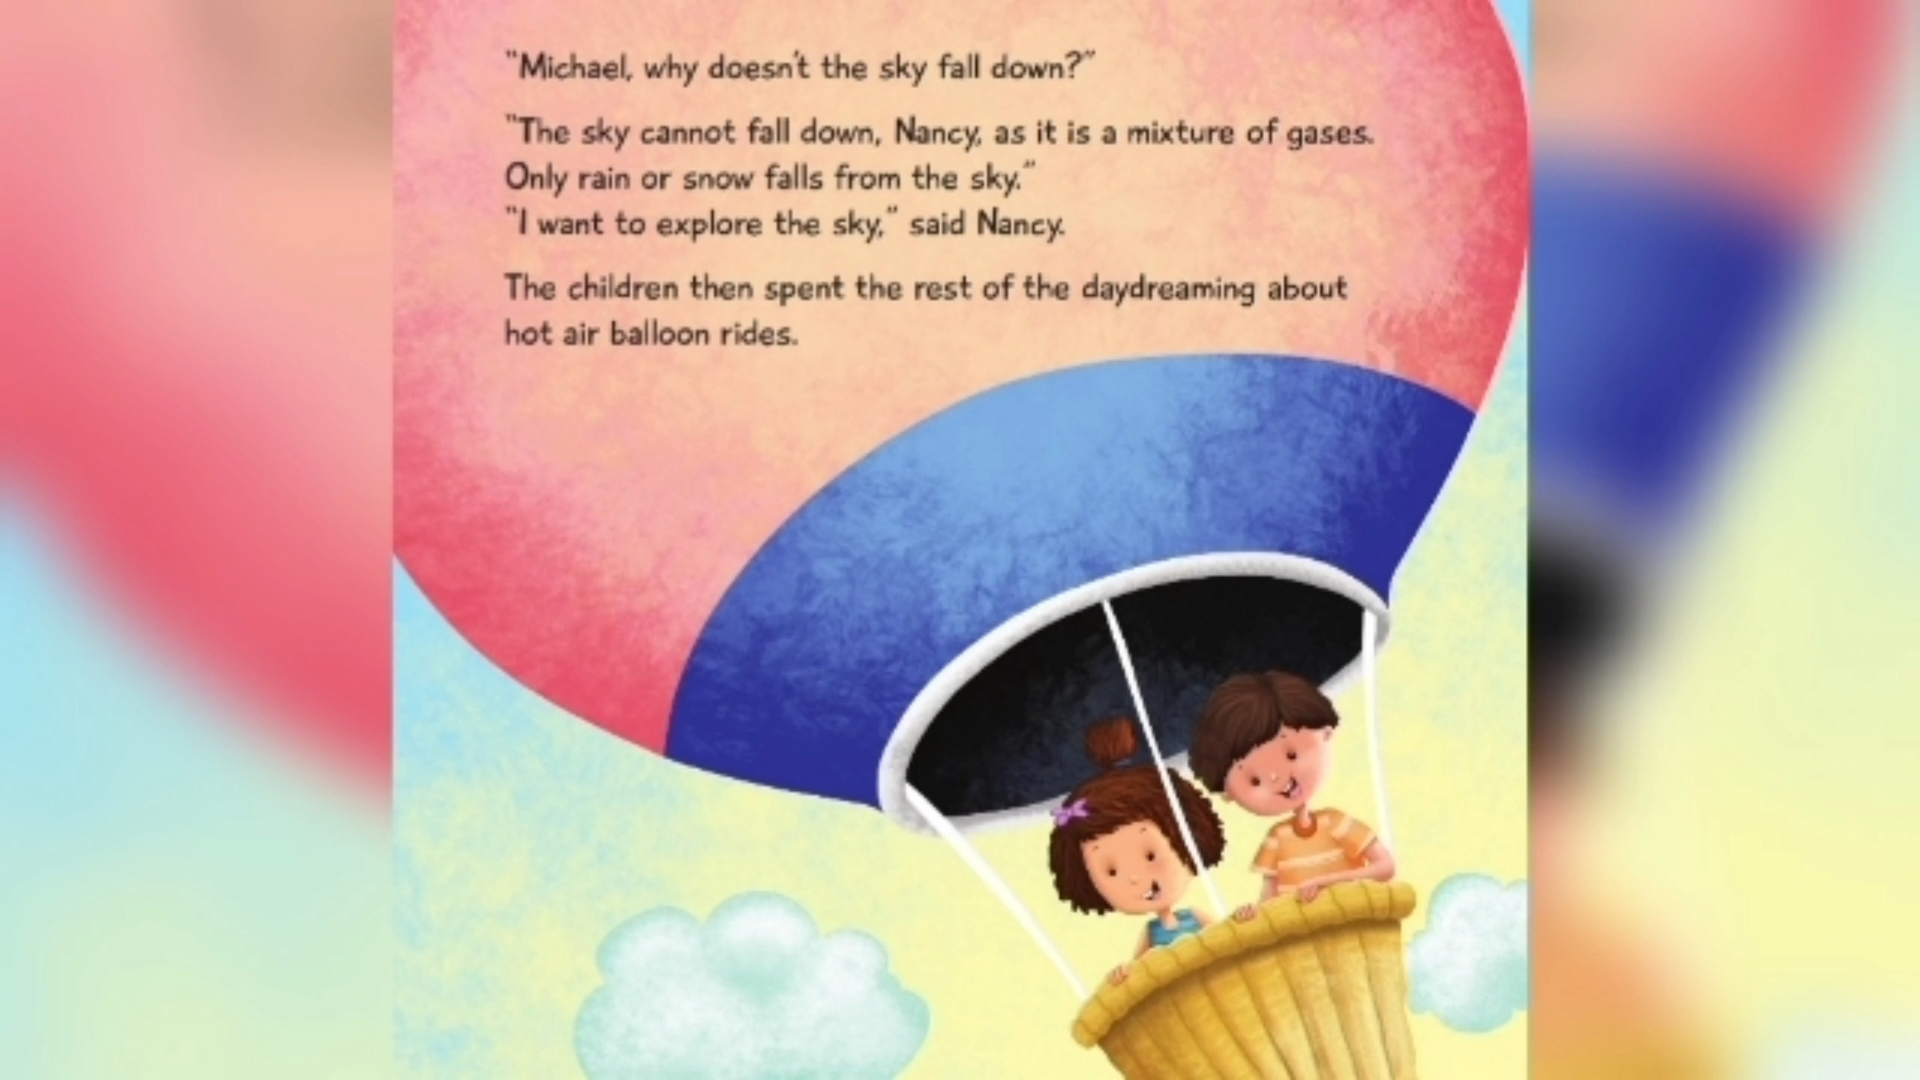 "Michael, why doesn't the sky fall down?"
"The sky cannot fall down, Nancy, as it is a mixture of gases.
Only rain or snow falls from the sky."
"I want to explore the sky," said Nancy.
The children then spent the rest of the daydreaming about
hot air balloon rides.